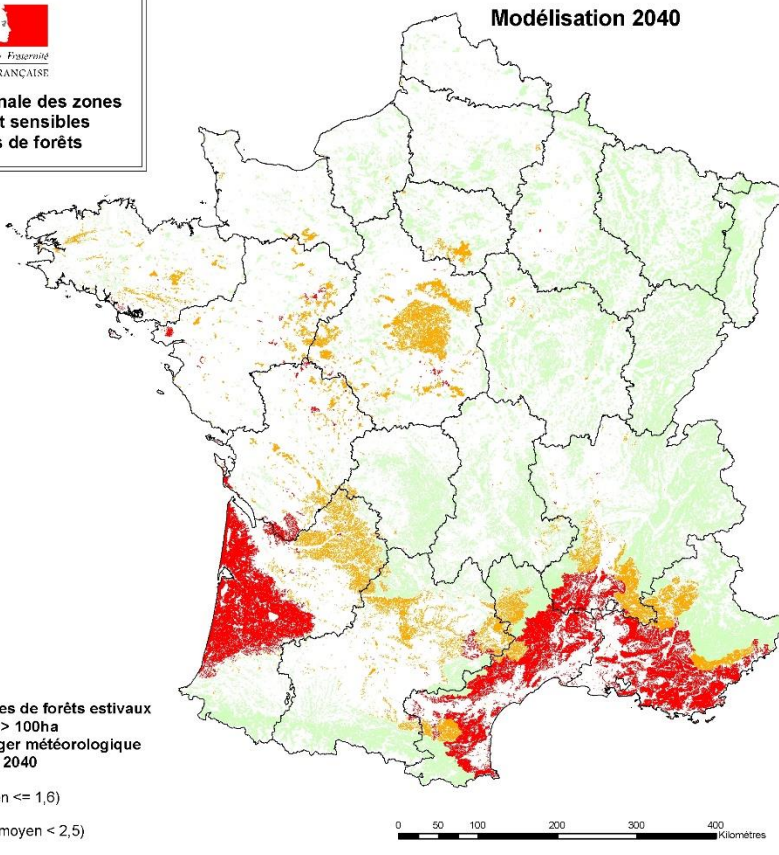 Modélisation 2040
Fraternité
RANÇAISE
nale des zones
t sensibles
s de forêts
es de forêts estivaux
> 100ha
ger météorologique
2040
n <= 1,6)
moyen < 2,5)
0 50 100 200 300 400
Kilomètres